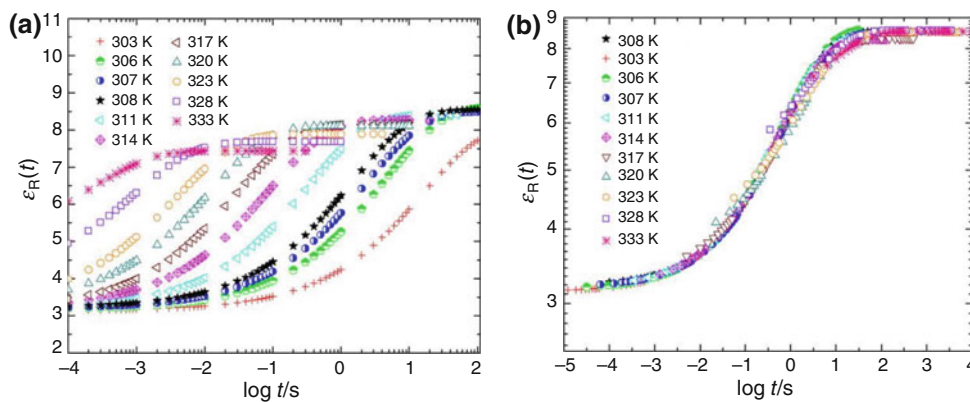 (a)
11
10
9
8
7
6
5
4
3
2
εR(t)
303 K
306 K
307 K
308 K
311 K
314 K
317 K
320 K
323 K
328 K
333 K
−4 −3 −2 −1 0 1 2
log t/s
(b)
9
8
7
6
5
4
3
εR(t)
308 K
303 K
306 K
307 K
311 K
314 K
317 K
320 K
323 K
328 K
333 K
−5 −4 −3 −2 −1 0 1 2 3 4
log t/s